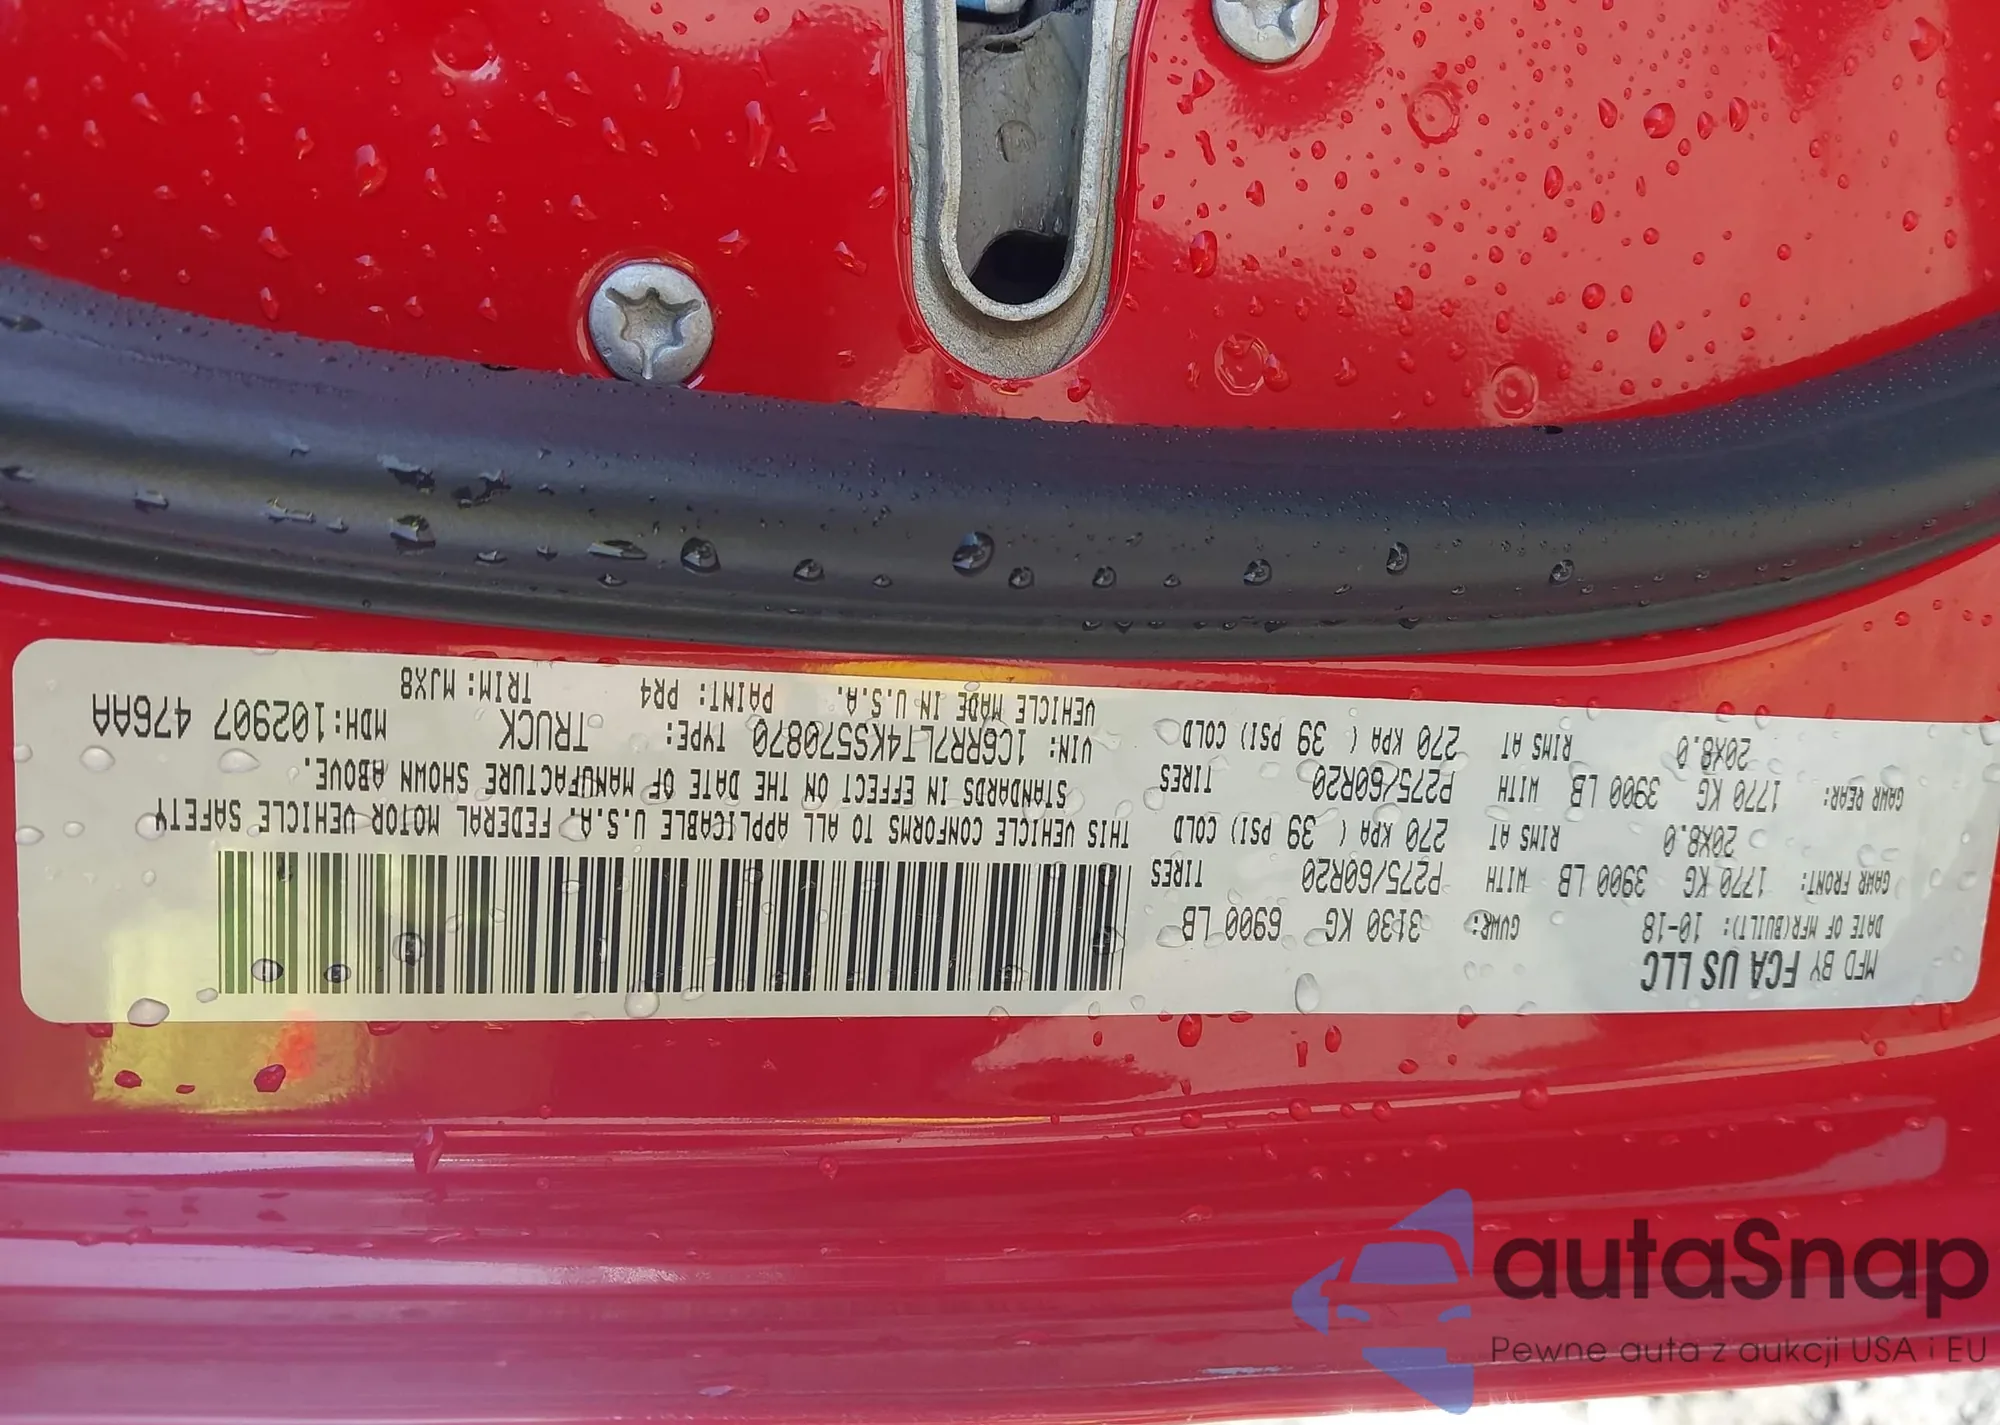 MFD BY FCA US LLC
DATE OF MFR(BUILT): 10-18 GVWR: 3130 KG 6900 LB
GAWR FRONT: 1770 KG 3900 LB WITH P275/60R20 TIRES
20X8.0 RIMS AT 270 KPA ( 39 PSI) COLD
GAWR REAR: 1770 KG 3900 LB WITH P275/60R20 TIRES
20X8.0 RIMS AT 270 KPA ( 39 PSI) COLD
THIS VEHICLE CONFORMS TO ALL APPLICABLE U.S.A. FEDERAL MOTOR VEHICLE SAFETY
STANDARDS IN EFFECT ON THE DATE OF MANUFACTURE SHOWN ABOVE.
VIN: 1C6RR7LT4KS570870 TYPE: TRUCK MDH:102907 476AA
VEHICLE MADE IN U.S.A. PAINT: PR4 TRIM: MJX8
autaSnap
Pewne auta z aukcji USA i EU